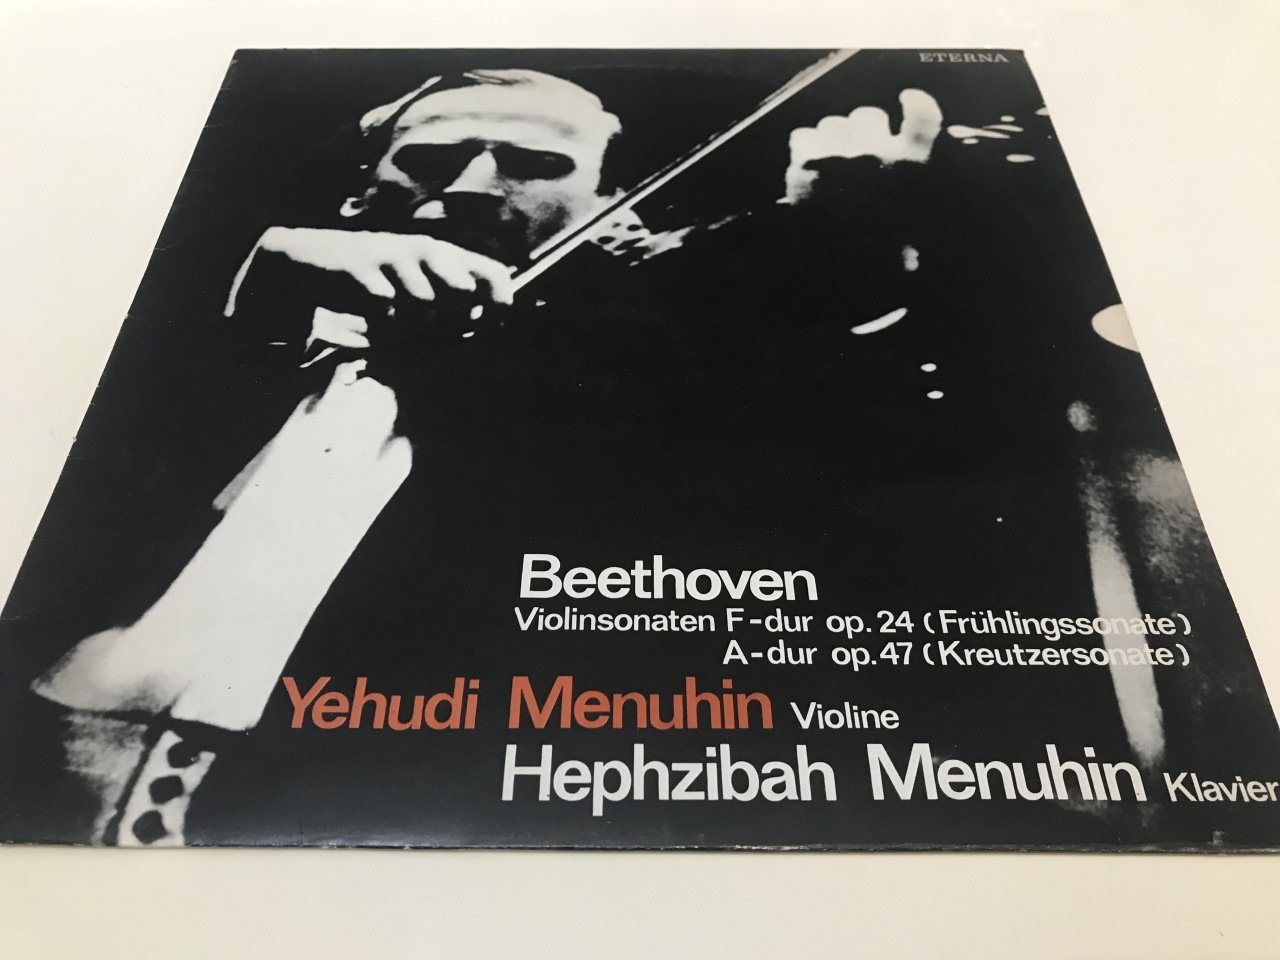 ETERNA
Beethoven
Violinsonaten F-dur op. 24 (Frühlingssonate)
A-dur op. 47 (Kreutzersonate)
Yehudi Menuhin Violine
Hephzibah Menuhin Klavier